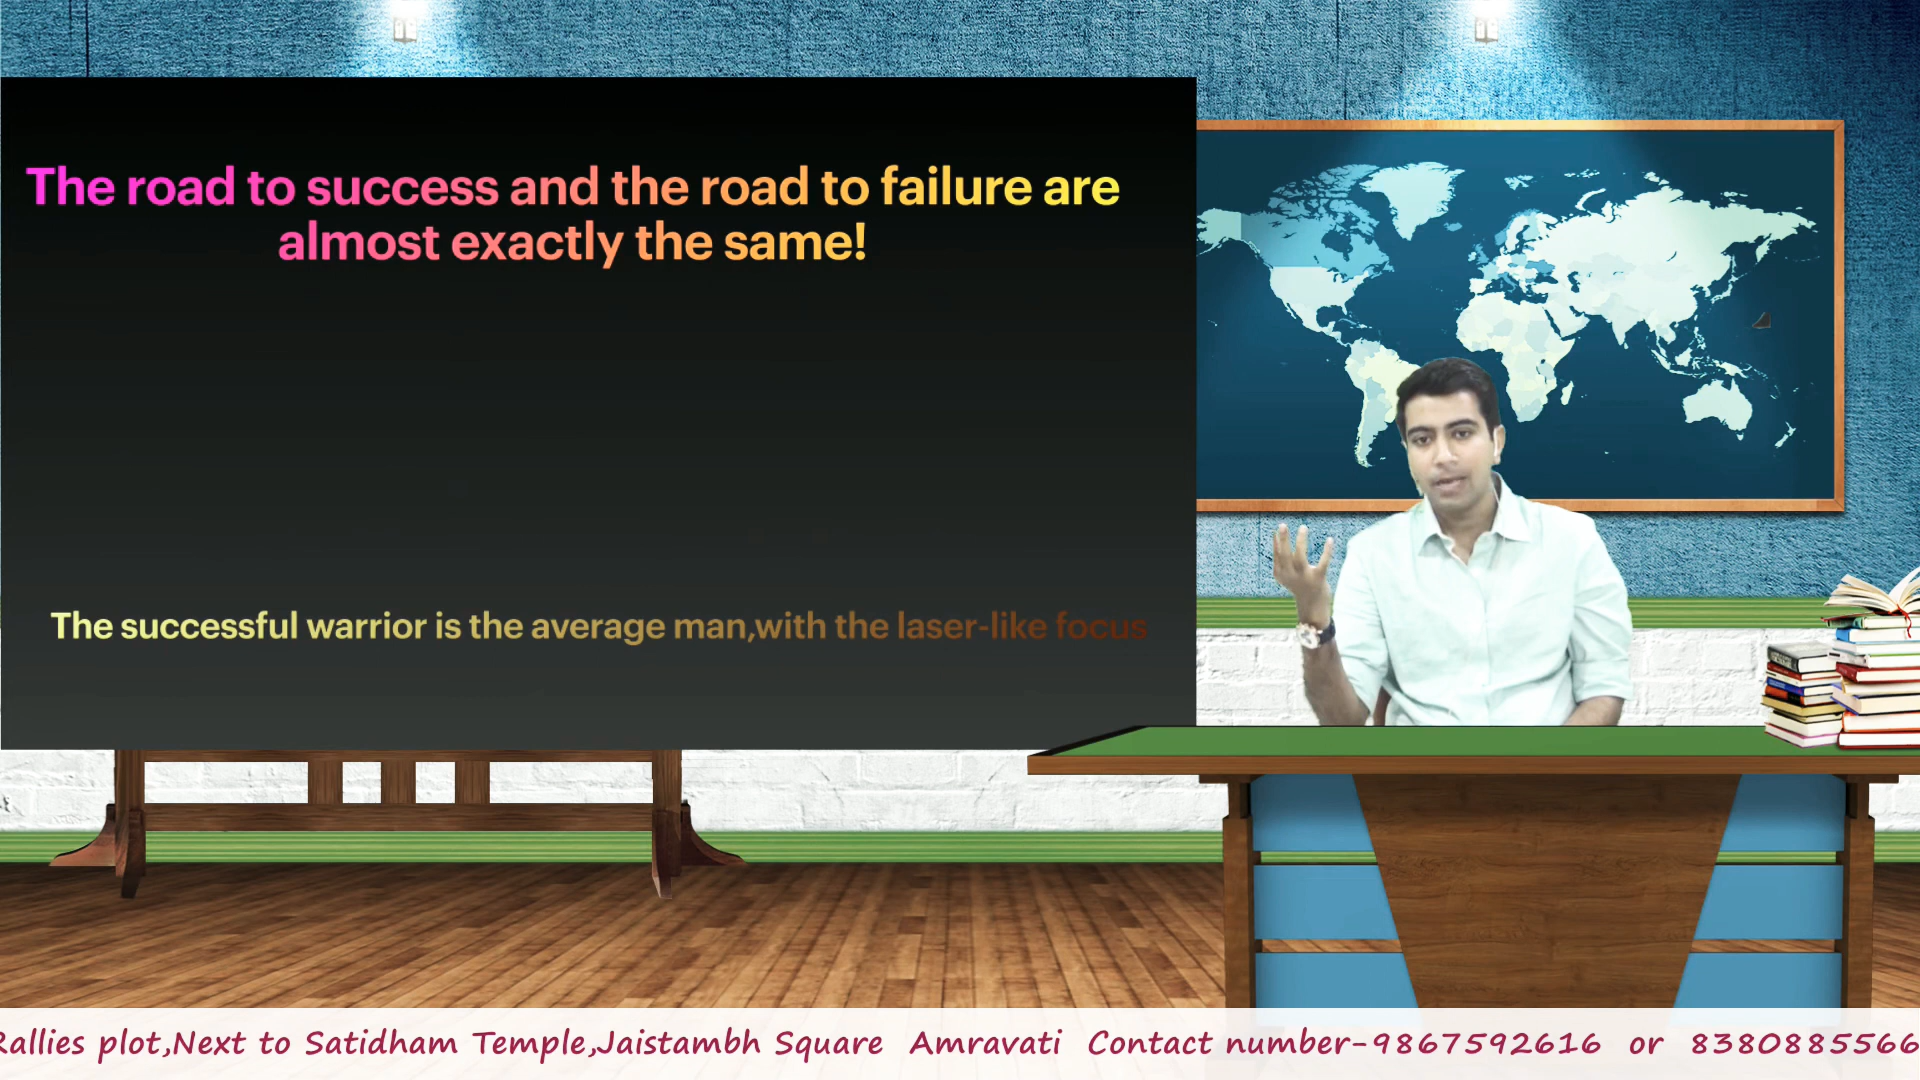 The road to success and the road to failure are
almost exactly the same!
The successful warrior is the average man,with the laser-like focus
Rallies plot,Next to Satidham Temple,Jaistambh Square Amravati Contact number-9867592616 or 8380885566